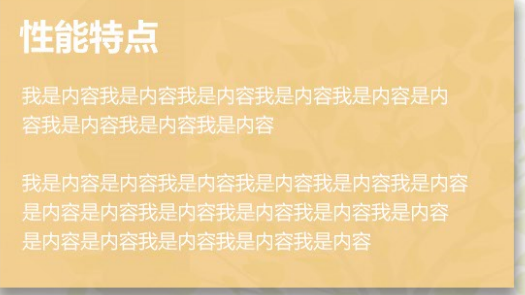 性能特点
我是内容我是内容我是内容我是内容我是内容是内
容我是内容我是内容我是内容
我是内容是内容我是内容我是内容我是内容我是内容
是内容是内容我是内容我是内容我是内容我是内容
是内容是内容我是内容我是内容我是内容